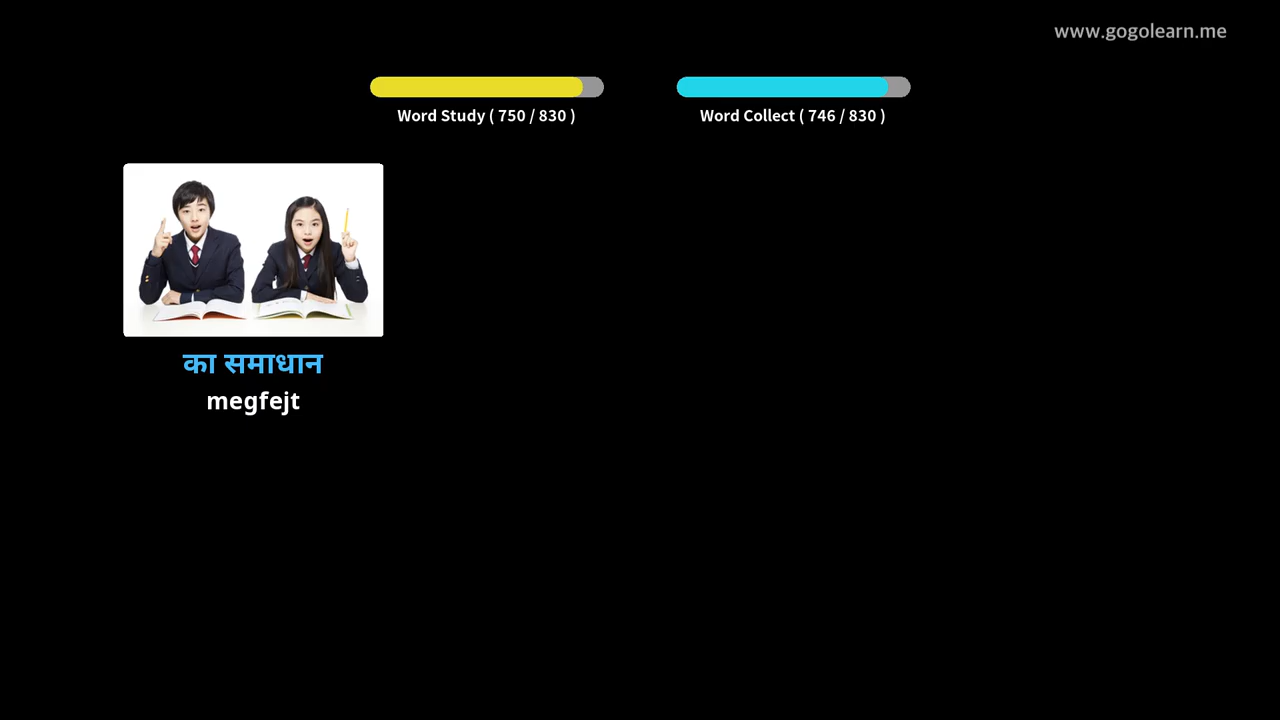 www.gogolearn.me
Word Study ( 750 / 830 )
Word Collect ( 746 / 830 )
का समाधान
megfejt